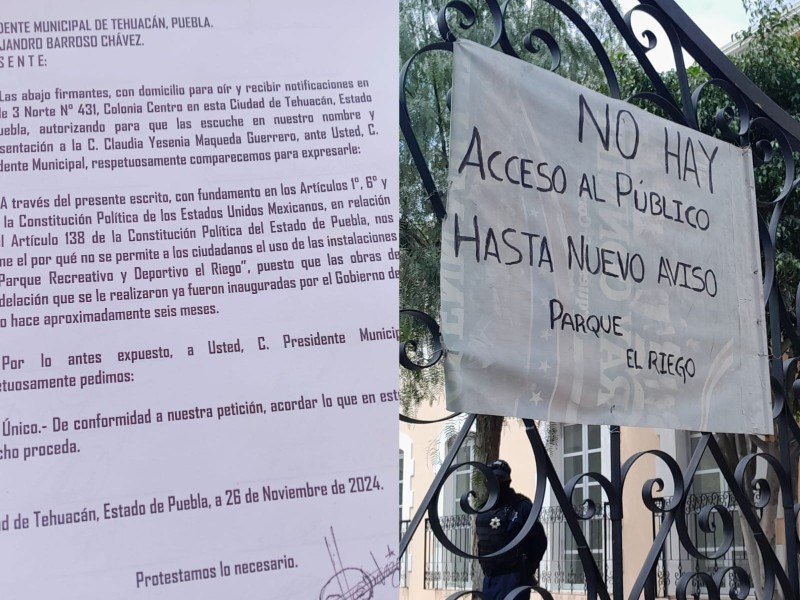 DENTE MUNICIPAL DE TEHUACÁN, PUEBLA.
JANDRO BARROSO CHÁVEZ.
SENTE:
Las abajo firmantes, con domicilio para oír y recibir notificaciones en
3 Norte Nº 431, Colonia Centro en esta Ciudad de Tehuacán, Estado
uebla, autorizando para que las escuche en nuestro nombre y
sentación a la C. Claudia Yesenia Maqueda Guerrero, ante Usted, C.
dente Municipal, respetuosamente comparecemos para expresarle:
A través del presente escrito, con fundamento en los Artículos 1°, 6° y
la Constitución Política de los Estados Unidos Mexicanos, en relación
l Artículo 138 de la Constitución Política del Estado de Puebla, nos
ne el por qué no se permite a los ciudadanos el uso de las instalaciones
Parque Recreativo y Deportivo el Riego", puesto que las obras de
delación que se le realizaron ya fueron inauguradas por el Gobierno de
o hace aproximadamente seis meses.
Por lo antes expuesto, a Usted, C. Presidente Municip
etuosamente pedimos:
Único.- De conformidad a nuestra petición, acordar lo que en est
cho proceda.
d de Tehuacán, Estado de Puebla, a 26 de Noviembre de 2024.
Protestamos lo necesario.
NO HAY
ACCESO AL PÚBLICO
HASTA NUEVO AVISO
PARQUE
EL RIEGO